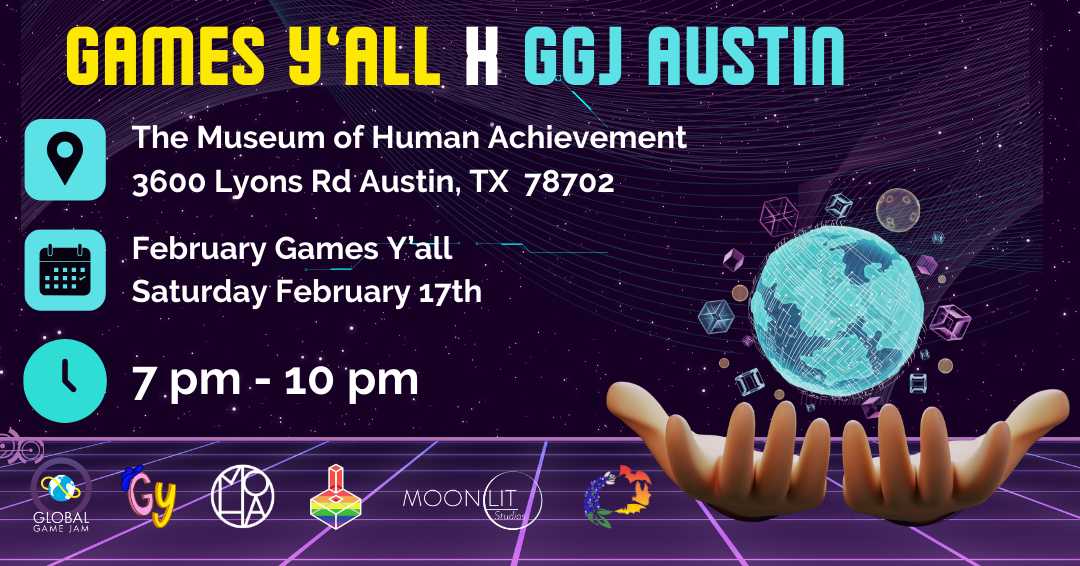 GAMES Y‘ALL X GGJ AUSTIN
The Museum of Human Achievement
3600 Lyons Rd Austin, TX 78702
February Games Y’all
Saturday February 17th
7 pm - 10 pm
GLOBAL
GAME JAM
Gy
MOHA
MOONLIT
Studios